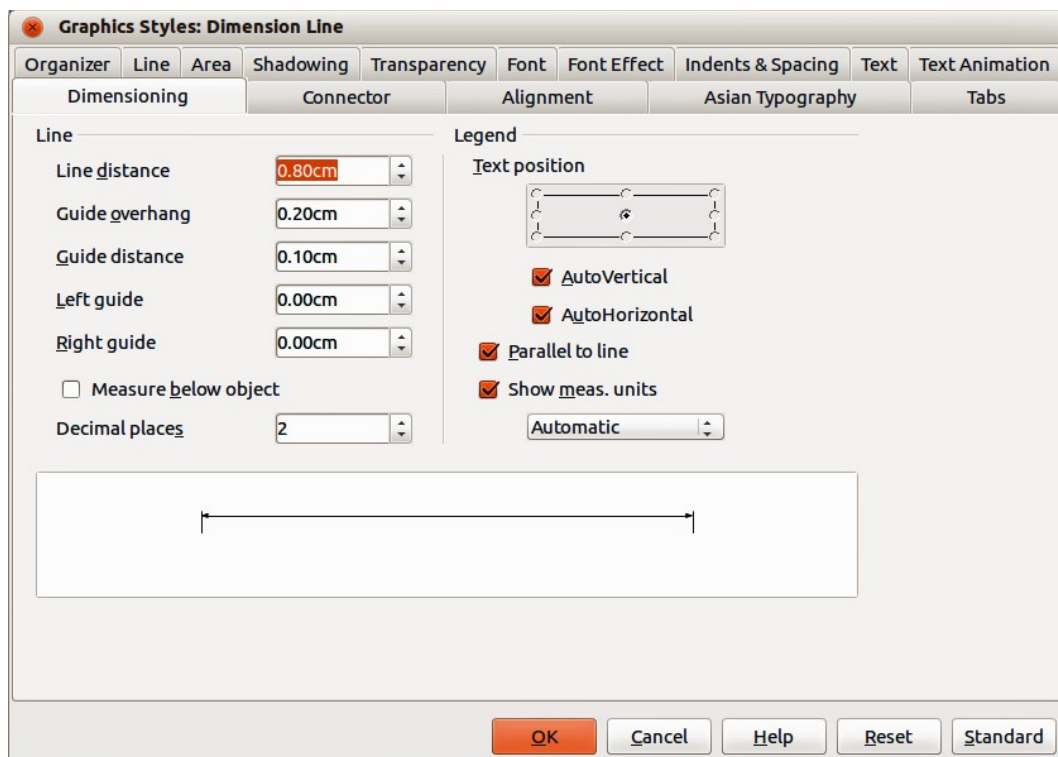 Graphics Styles: Dimension Line
Organizer Line Area Shadowing Transparency Font Font Effect Indents & Spacing Text Text Animation
Dimensioning Connector Alignment Asian Typography Tabs
Line
Line distance 0.80cm
Guide overhang 0.20cm
Guide distance 0.10cm
Left guide 0.00cm
Right guide 0.00cm
Measure below object
Decimal places 2
Legend
Text position
AutoVertical
AutoHorizontal
Parallel to line
Show meas. units
Automatic
OK Cancel Help Reset Standard